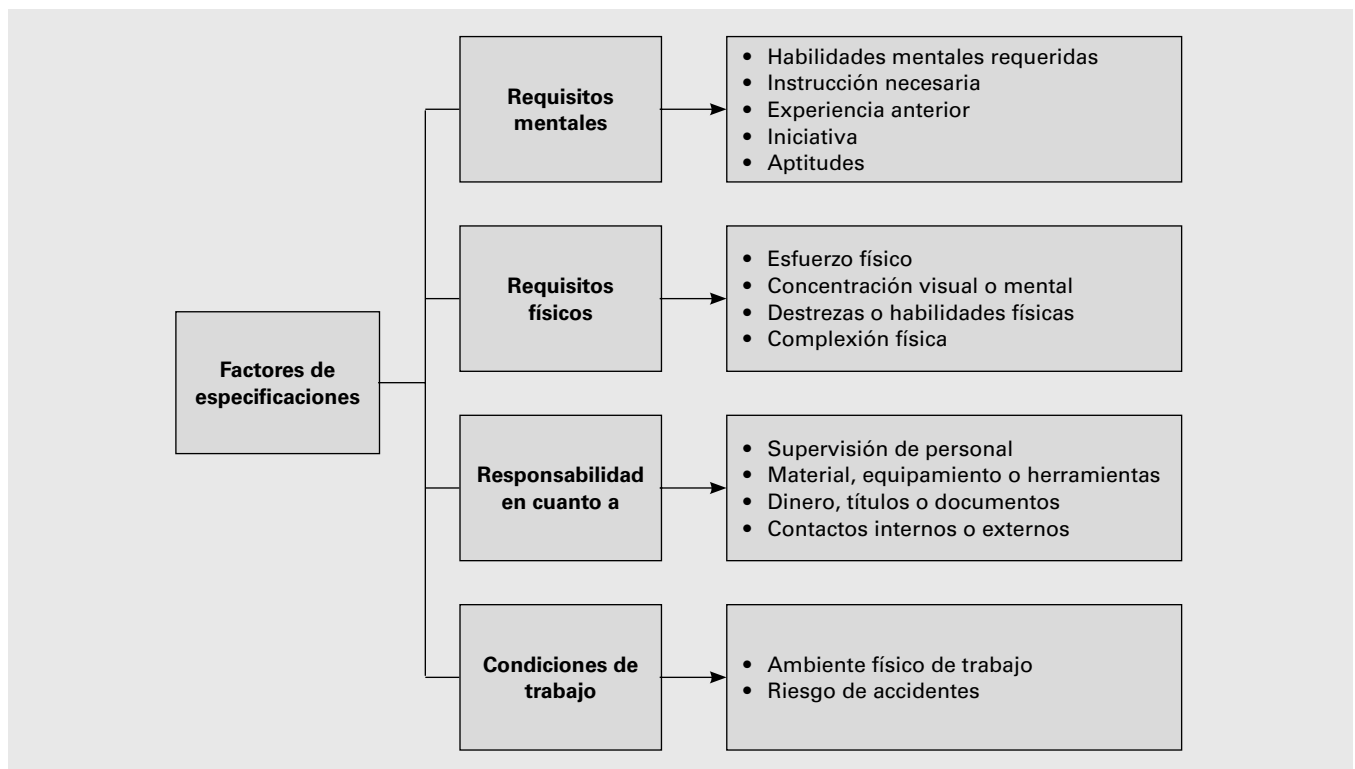 Requisitos
mentales
• Habilidades mentales requeridas
• Instrucción necesaria
• Experiencia anterior
• Iniciativa
• Aptitudes
Requisitos
físicos
• Esfuerzo físico
• Concentración visual o mental
• Destrezas o habilidades físicas
• Complexión física
Factores de
especificaciones
Responsabilidad
en cuanto a
• Supervisión de personal
• Material, equipamiento o herramientas
• Dinero, títulos o documentos
• Contactos internos o externos
Condiciones de
trabajo
• Ambiente físico de trabajo
• Riesgo de accidentes